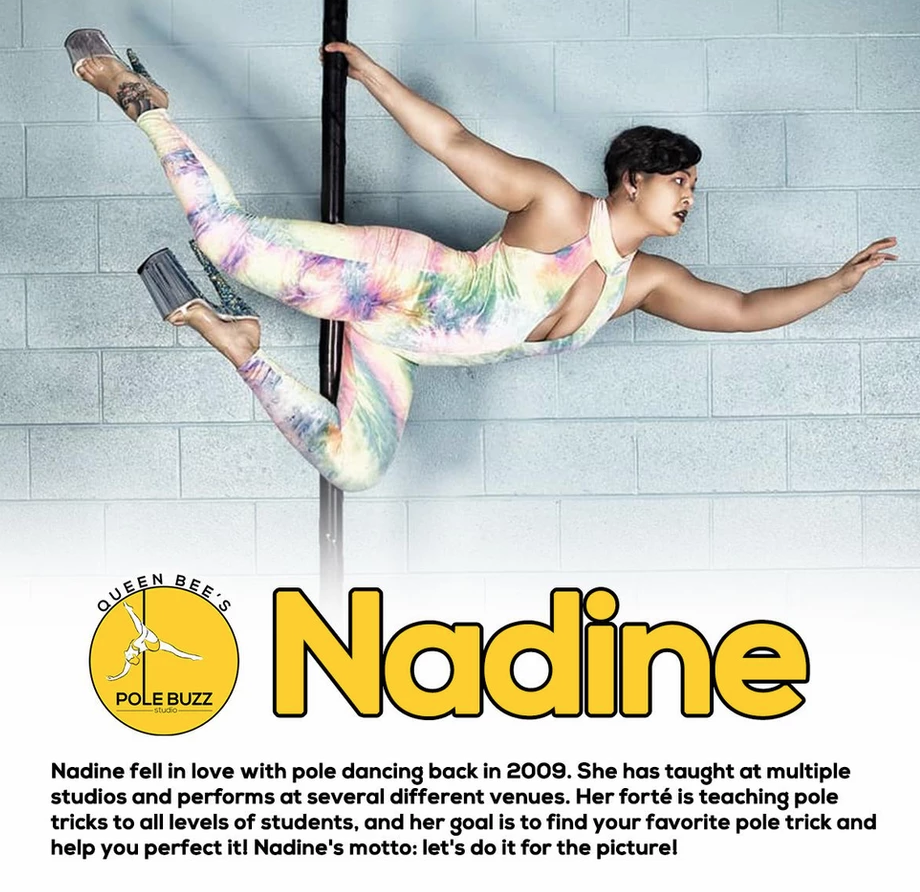 QUEEN BEE'S
POLE BUZZ
studio
Nadine
Nadine fell in love with pole dancing back in 2009. She has taught at multiple
studios and performs at several different venues. Her forté is teaching pole
tricks to all levels of students, and her goal is to find your favorite pole trick and
help you perfect it! Nadine's motto: let's do it for the picture!